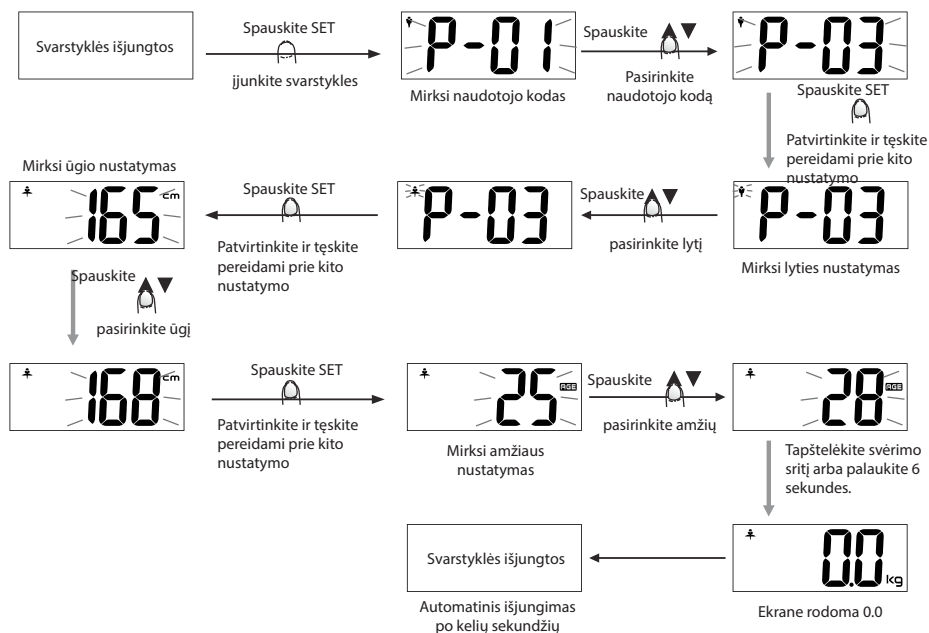 Svarstyklės išjungtos
Spauskite SET
įjunkite svarstykles
P-01
Mirksi naudotojo kodas
Spauskite
Pasirinkite
naudotojo kodą
P-03
Spauskite SET
Patvirtinkite ir tęskite
pereidami prie kito
nustatymo
P-03
Mirksi lyties nustatymas
Spauskite
pasirinkite lytį
P-03
Spauskite SET
Patvirtinkite ir tęskite
pereidami prie kito
nustatymo
Mirksi ūgio nustatymas
165 cm
Spauskite
pasirinkite ūgį
168 cm
Spauskite SET
Patvirtinkite ir tęskite
pereidami prie kito
nustatymo
25 AGE
Mirksi amžiaus
nustatymas
Spauskite
pasirinkite amžių
28 AGE
Tapštelėkite svėrimo
sritį arba palaukite 6
sekundes.
0.0 kg
Ekrane rodoma 0.0
Svarstyklės išjungtos
Automatinis išjungimas
po kelių sekundžių